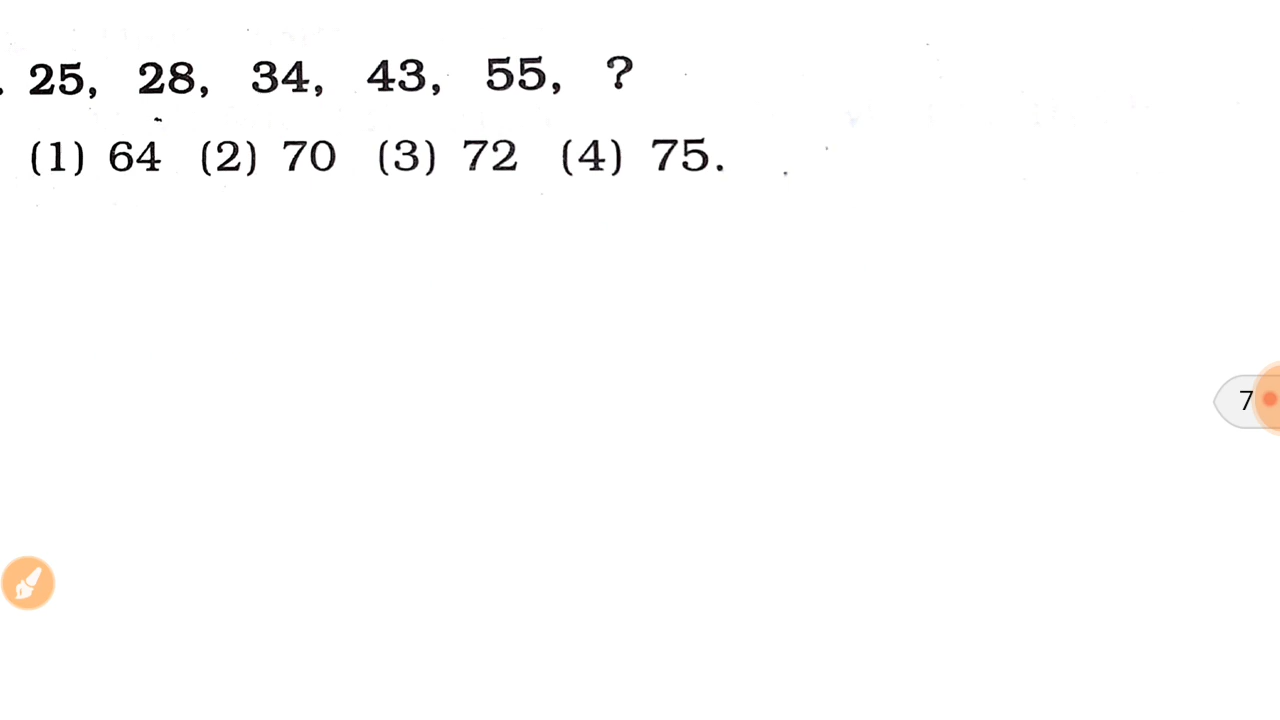 . 25, 28, 34, 43, 55, ?
(1) 64 (2) 70 (3) 72 (4) 75.
7